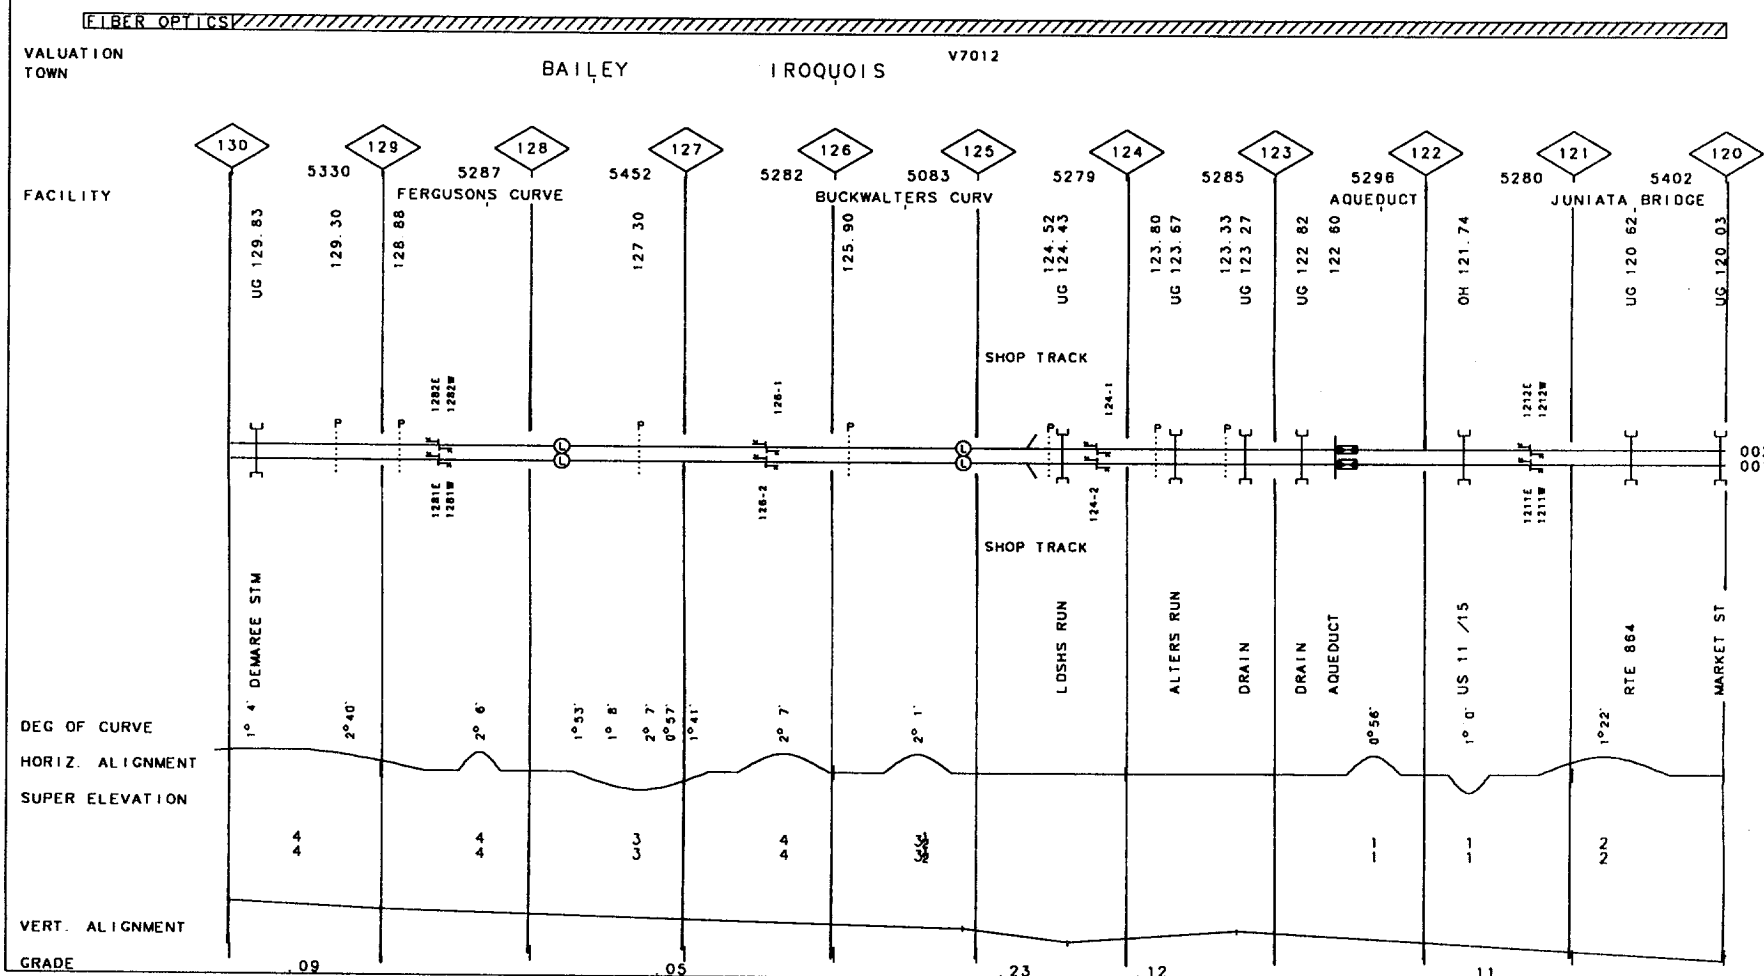 FIBER OPTICS
VALUATION V7012
TOWN BAILEY IROQUOIS
130 129 128 127 126 125 124 123 122 121 120
5330 5287 5452 5282 5083 5279 5285 5296 5280 5402
FACILITY FERGUSONS CURVE BUCKWALTERS CURV AQUEDUCT JUNIATA BRIDGE
UG 129.83
129.30
128.88
127 30
125.90
124.52
UG 124.43
123.80
UG 123.67
123.33
UG 123 27
UG 122 82
122 60
OH 121.74
UG 120 62
UG 120 03
SHOP TRACK
1282E
1282W
126-1
124-1
1212E
1212W
P P P P P P P
L L
L L
1281E
1281W
126-2
124-2
1211E
1211W
SHOP TRACK
DEMAREE STM
LOSHS RUN
ALTERS RUN
DRAIN
DRAIN
AQUEDUCT
US 11 /15
RTE 864
MARKET ST
DEG OF CURVE 1° 4' 2°40' 2° 6' 1°53' 1° 8' 2° 7' 0°57' 1°41' 2° 7' 2° 1' 0°56' 1° 0' 1°22'
HORIZ. ALIGNMENT
SUPER ELEVATION
4 4 3 4 1 1 2
4 4 3 4 1 1 2
VERT. ALIGNMENT
GRADE .09 .05 .23 .12 .11